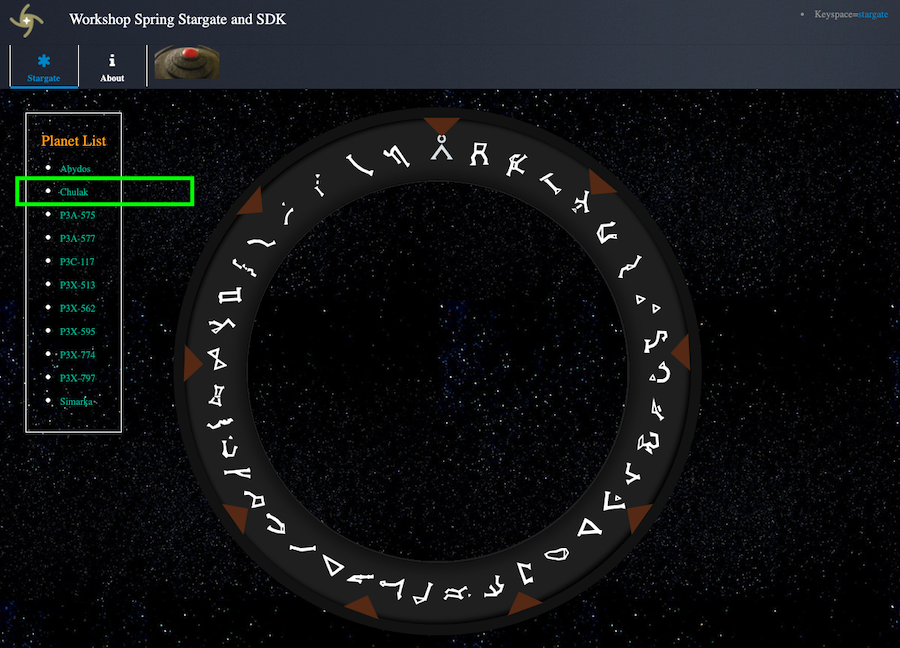 Workshop Spring Stargate and SDK
Keyspace=stargate
Stargate
About
Planet List
Abydos
Chulak
P3A-575
P3A-577
P3C-117
P3X-513
P3X-562
P3X-595
P3X-774
P3X-797
Simarka